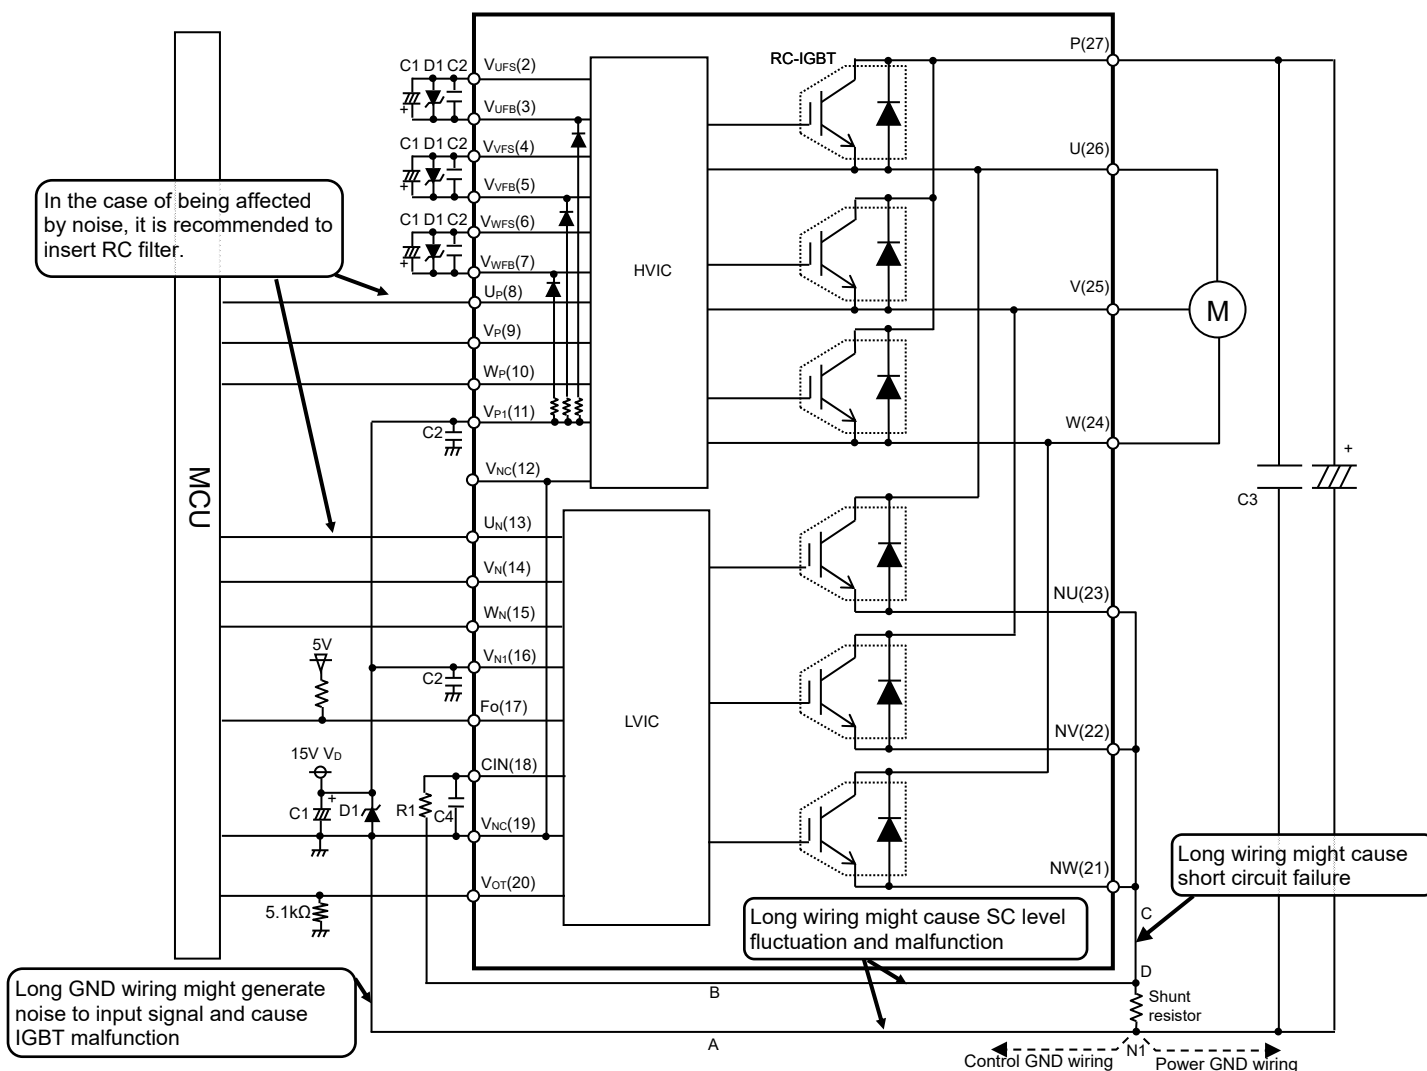 C1 D1 C2
VUFS(2)
+
VUFB(3)
C1 D1 C2
VVFS(4)
+
VVFB(5)
C1 D1 C2
VWFS(6)
+
VWFB(7)
UP(8)
VP(9)
WP(10)
VP1(11)
C2
VNC(12)
UN(13)
VN(14)
WN(15)
5V
VN1(16)
C2
Fo(17)
15V VD
CIN(18)
+
C1
D1
R1
C4
VNC(19)
VOT(20)
5.1kΩ
MCU
HVIC
LVIC
RC-IGBT
P(27)
U(26)
V(25)
M
W(24)
+
C3
NU(23)
NV(22)
NW(21)
In the case of being affected
by noise, it is recommended to
insert RC filter.
Long GND wiring might generate
noise to input signal and cause
IGBT malfunction
Long wiring might cause SC level
fluctuation and malfunction
Long wiring might cause
short circuit failure
C
D
B
Shunt
resistor
A
N1
Control GND wiring
Power GND wiring